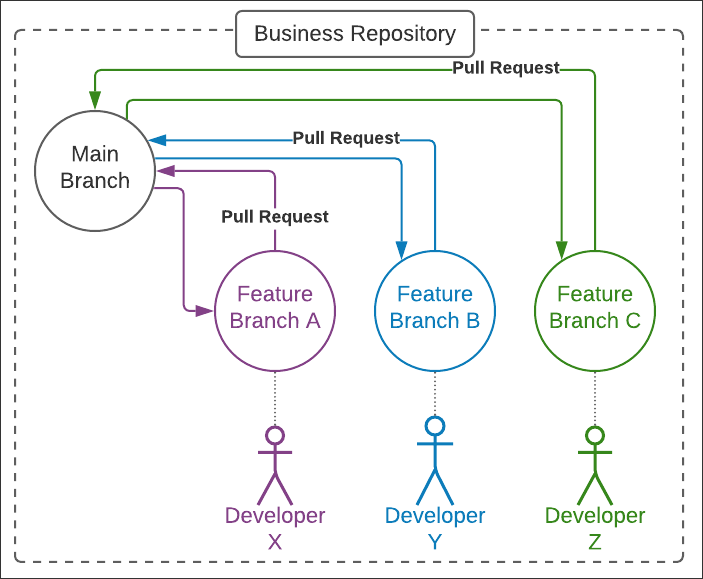 Business Repository
Pull Request
Pull Request
Main
Branch
Pull Request
Feature
Branch A
Feature
Branch B
Feature
Branch C
Developer
X
Developer
Y
Developer
Z